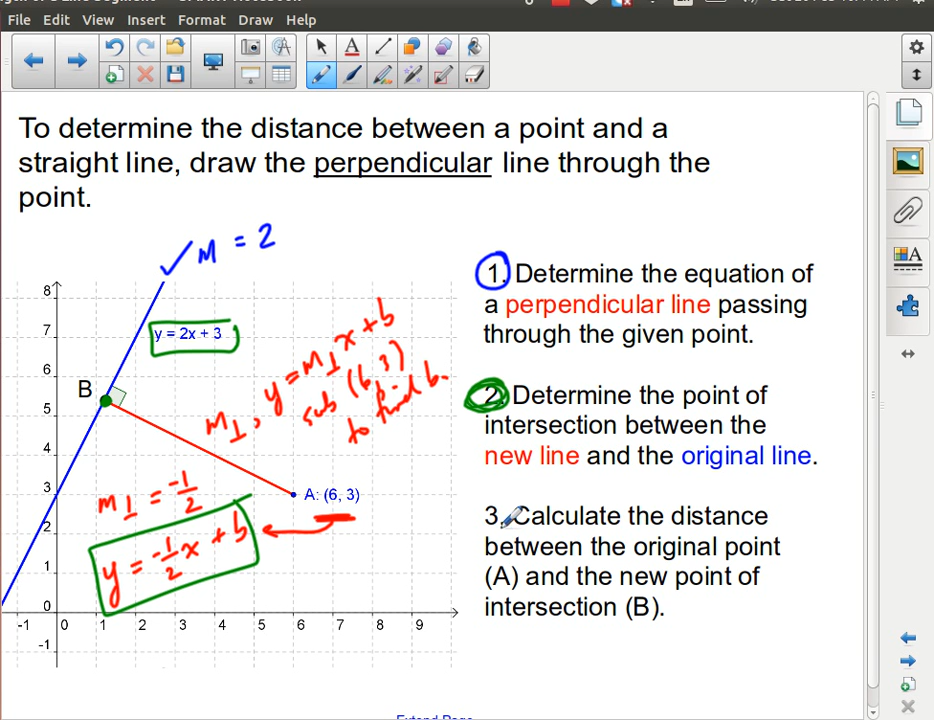 File Edit View Insert Format Draw Help
To determine the distance between a point and a
straight line, draw the perpendicular line through the
point.
✓ M = 2
1. Determine the equation of
a perpendicular line passing
through the given point.
2. Determine the point of
intersection between the
new line and the original line.
3. Calculate the distance
between the original point
(A) and the new point of
intersection (B).
y = 2x + 3
M⊥, y = M⊥x + b
sub (6,3)
to find b.
B
A: (6, 3)
m⊥ = -1/2
y = -1/2 x + b
8
7
6
5
4
3
2
1
0
-1
-1 0 1 2 3 4 5 6 7 8 9
Extend Page